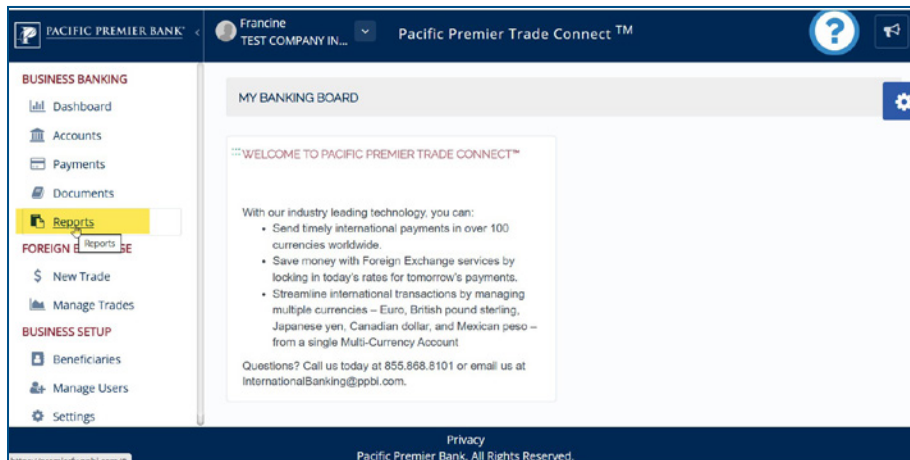 PACIFIC PREMIER BANK
Francine
TEST COMPANY IN...
Pacific Premier Trade Connect TM
?
BUSINESS BANKING
Dashboard
Accounts
Payments
Documents
Reports
Reports
FOREIGN E GE
$ New Trade
Manage Trades
BUSINESS SETUP
Beneficiaries
Manage Users
Settings
MY BANKING BOARD
WELCOME TO PACIFIC PREMIER TRADE CONNECT™
With our industry leading technology, you can:
• Send timely international payments in over 100
currencies worldwide.
• Save money with Foreign Exchange services by
locking in today's rates for tomorrow's payments.
• Streamline international transactions by managing
multiple currencies – Euro, British pound sterling,
Japanese yen, Canadian dollar, and Mexican peso –
from a single Multi-Currency Account
Questions? Call us today at 855.868.8101 or email us at
InternationalBanking@ppbi.com.
Privacy
Pacific Premier Bank. All Rights Reserved.